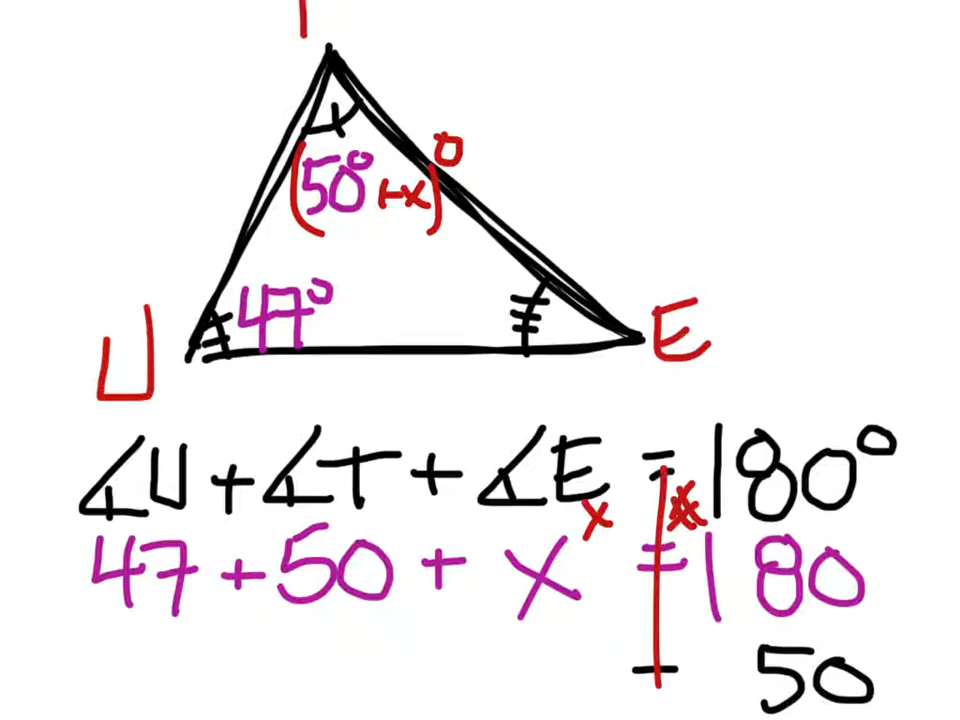 (50° +x)°
47°
U
E
∡U + ∡T + ∡E = 180°
x
47 + 50 + x = 180
- 50